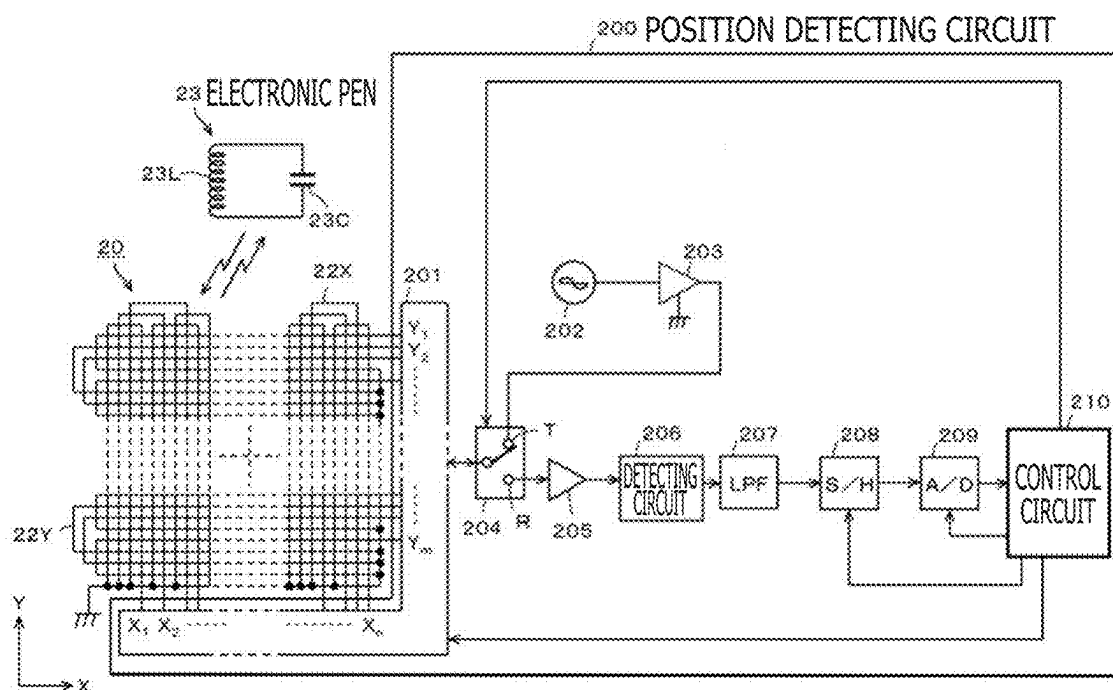 200 POSITION DETECTING CIRCUIT
23 ELECTRONIC PEN
23L
23C
20
22X
201
202
203
Y1
Y2
T
210
206
207
208
209
DETECTING
CIRCUIT
LPF
S/H
A/D
CONTROL
CIRCUIT
204
R
205
22Y
Ym
X1 X2 Xn
Y
X